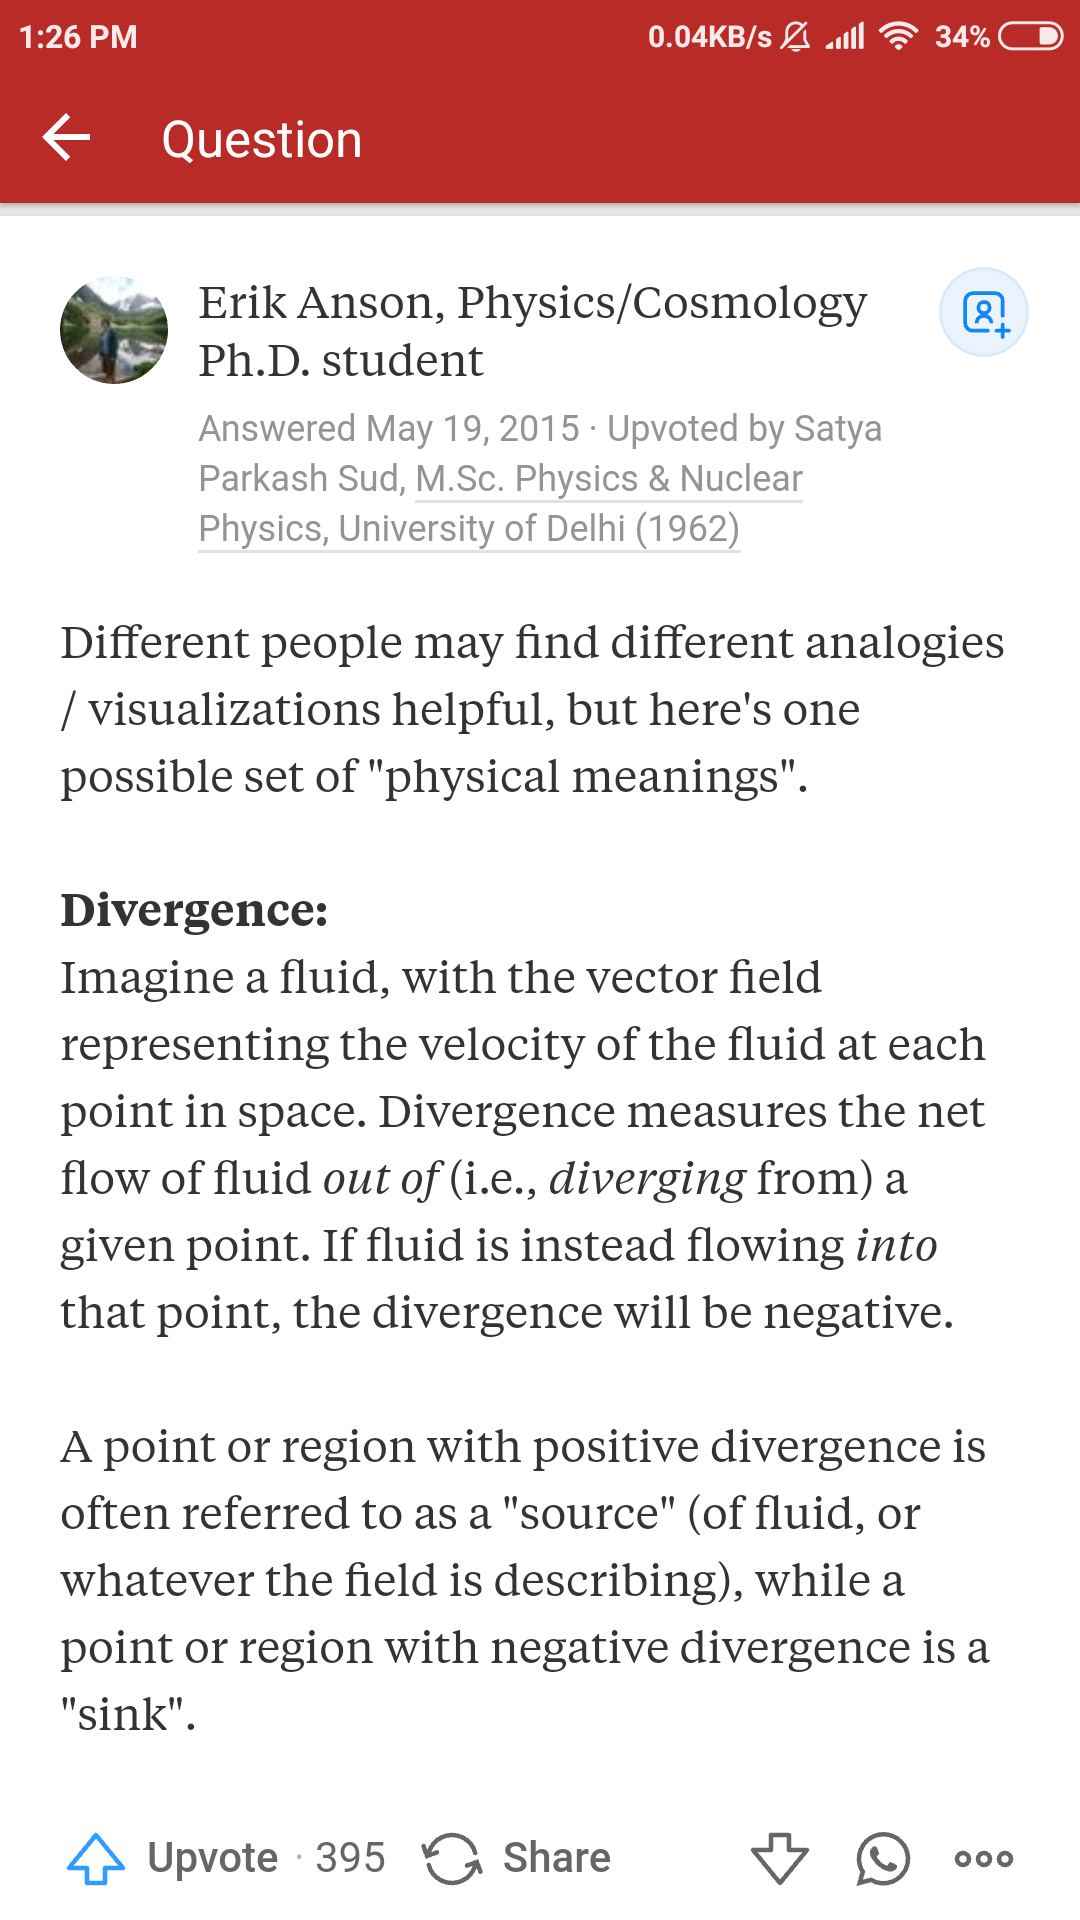 1:26 PM
0.04KB/s
34%
Question
Erik Anson, Physics/Cosmology
Ph.D. student
Answered May 19, 2015 · Upvoted by Satya
Parkash Sud, M.Sc. Physics & Nuclear
Physics, University of Delhi (1962)
Different people may find different analogies
/ visualizations helpful, but here's one
possible set of "physical meanings".
Divergence:
Imagine a fluid, with the vector field
representing the velocity of the fluid at each
point in space. Divergence measures the net
flow of fluid out of (i.e., diverging from) a
given point. If fluid is instead flowing into
that point, the divergence will be negative.
A point or region with positive divergence is
often referred to as a "source" (of fluid, or
whatever the field is describing), while a
point or region with negative divergence is a
"sink".
Upvote · 395
Share